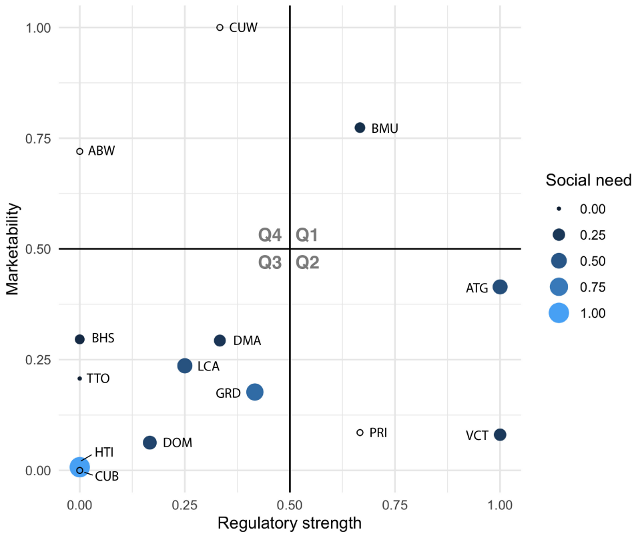 1.00
0.75
0.50
0.25
0.00
Marketability
CUW
BMU
ABW
Q4 Q1
Q3 Q2
ATG
BHS
DMA
TTO
LCA
GRD
PRI
VCT
DOM
HTI
CUB
0.00 0.25 0.50 0.75 1.00
Regulatory strength
Social need
0.00
0.25
0.50
0.75
1.00